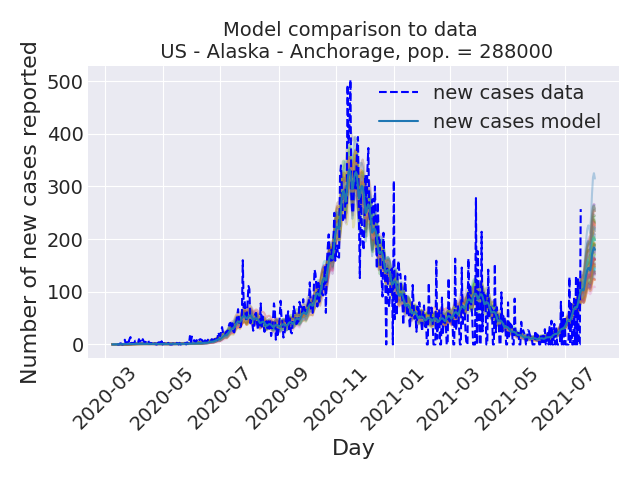 Model comparison to data
US - Alaska - Anchorage, pop. = 288000
Number of new cases reported
500
400
300
200
100
0
new cases data
new cases model
2020-03
2020-05
2020-07
2020-09
2020-11
2021-01
2021-03
2021-05
2021-07
Day